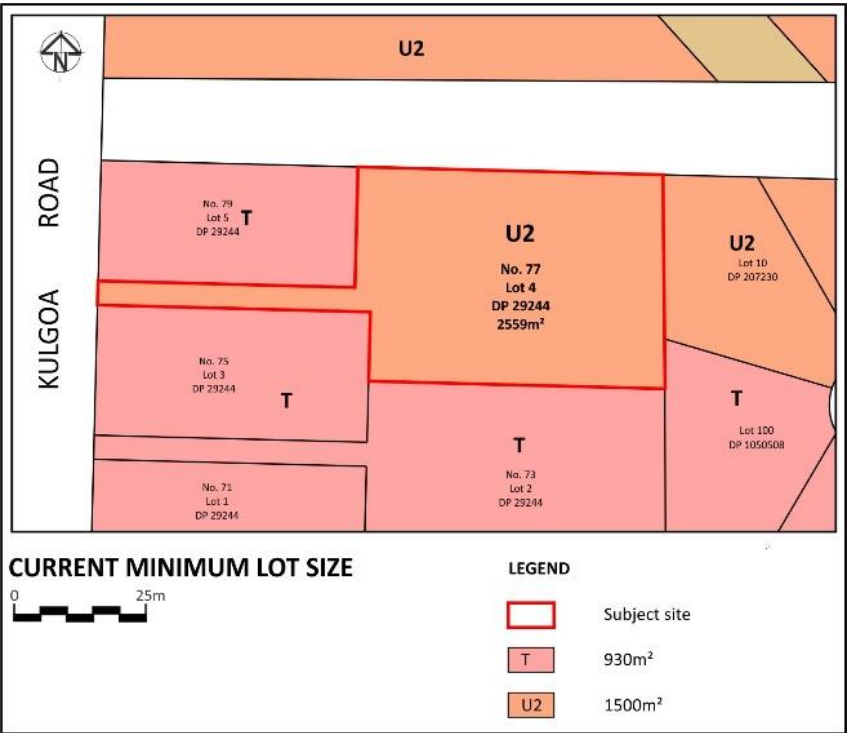 U2
N
KULGOA ROAD
No. 79
Lot 5
DP 29244
T
U2
No. 77
Lot 4
DP 29244
2559m²
U2
Lot 10
DP 207230
No. 75
Lot 3
DP 29244
T
T
Lot 100
DP 1050508
T
No. 73
Lot 2
DP 29244
No. 71
Lot 1
DP 29244
CURRENT MINIMUM LOT SIZE
0 25m
LEGEND
Subject site
T 930m²
U2 1500m²